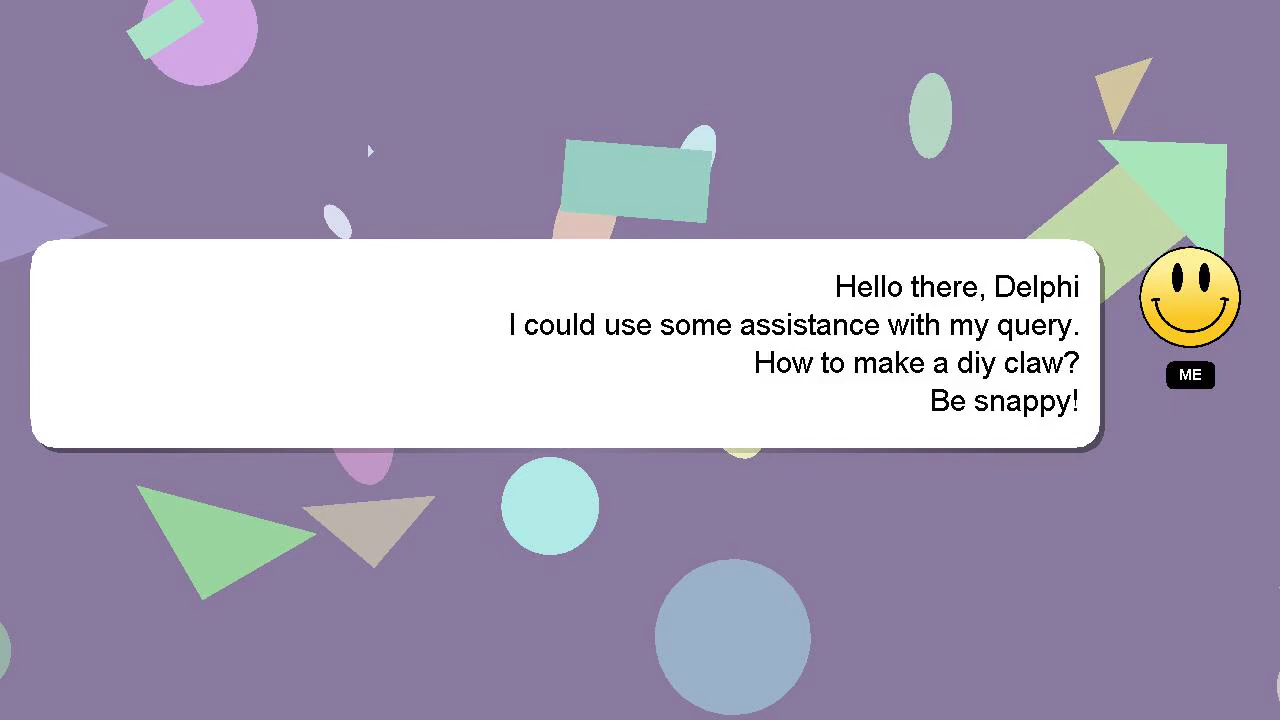 Hello there, Delphi
I could use some assistance with my query.
How to make a diy claw?
Be snappy!
ME